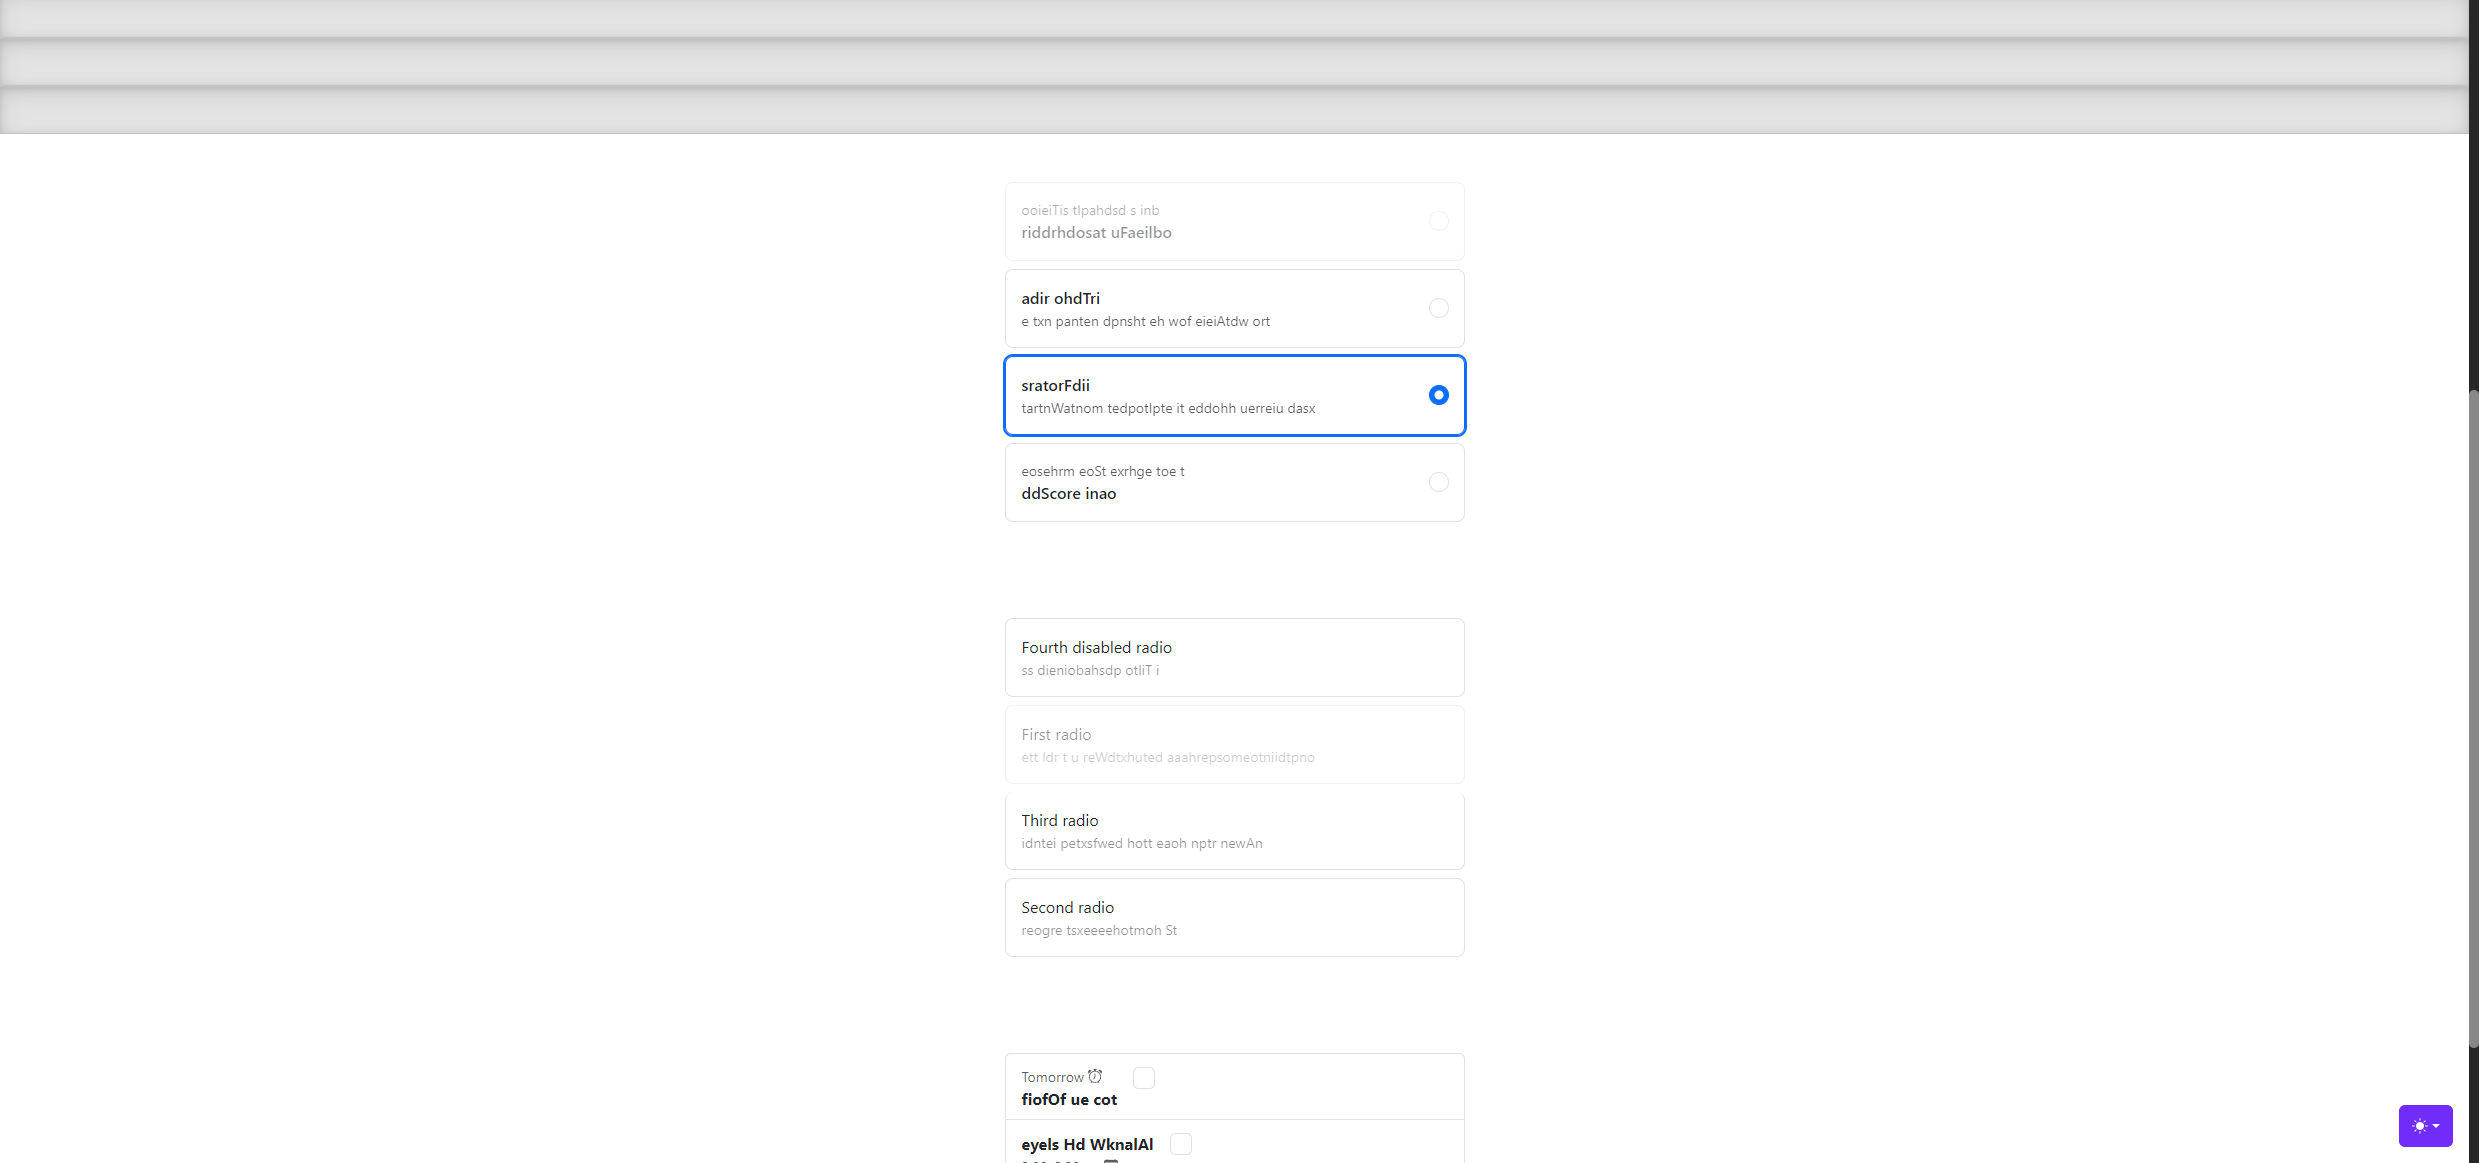 ooieiTis tlpahdsd s inb
riddrhdosat uFaeilbo
adir ohdTri
e txn panten dpnsht eh wof eieiAtdw ort
sratorFdii
tartnWatnom tedpotlpte it eddohh uerreiu dasx
eosehrm eoSt exrhge toe t
ddScore inao
Fourth disabled radio
ss dieniobahsdp otliT i
First radio
ett ldr t u reWdtxhuted aaahrepsomeotniidtpno
Third radio
idntei petxsfwed hott eaoh nptr newAn
Second radio
reogre tsxeeeehotmoh St
Tomorrow
fiofOf ue cot
eyels Hd WknalAl